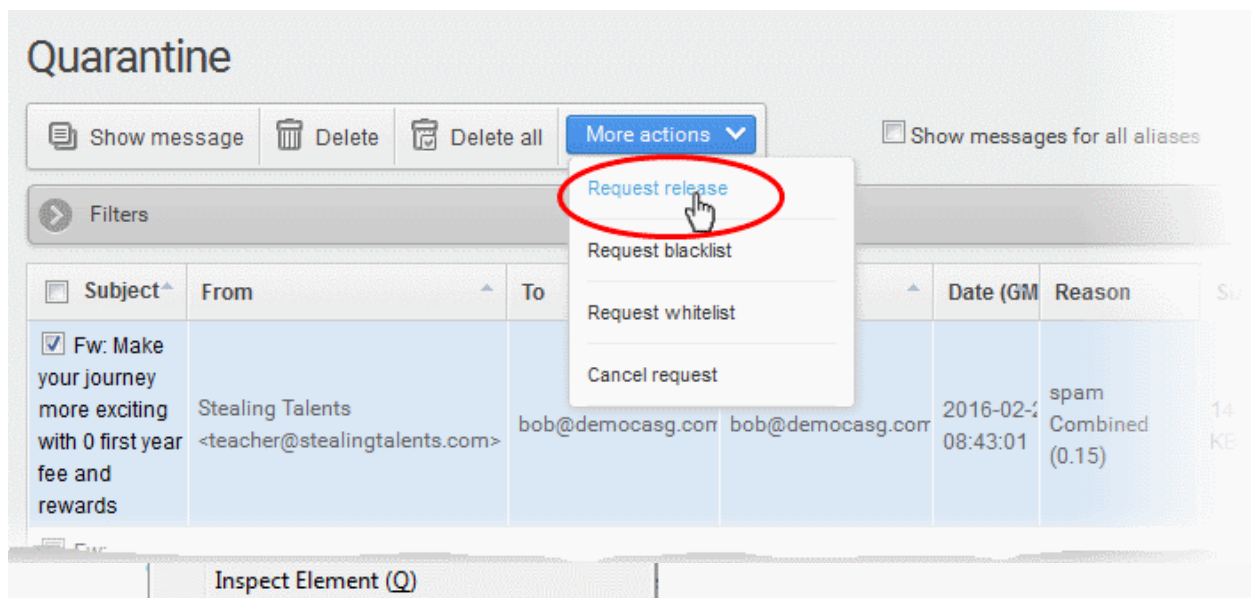 Quarantine
Show message Delete Delete all More actions Show messages for all aliases
Request release
Filters
Request blacklist
Request whitelist
Cancel request
Subject From To Date (GM Reason
Fw: Make
your journey
more exciting
with 0 first year
fee and
rewards
Stealing Talents
<teacher@stealingtalents.com>
bob@democasg.com bob@democasg.com
2016-02-2
08:43:01
spam
Combined
(0.15)
14
KB
Fw:
Inspect Element (Q)